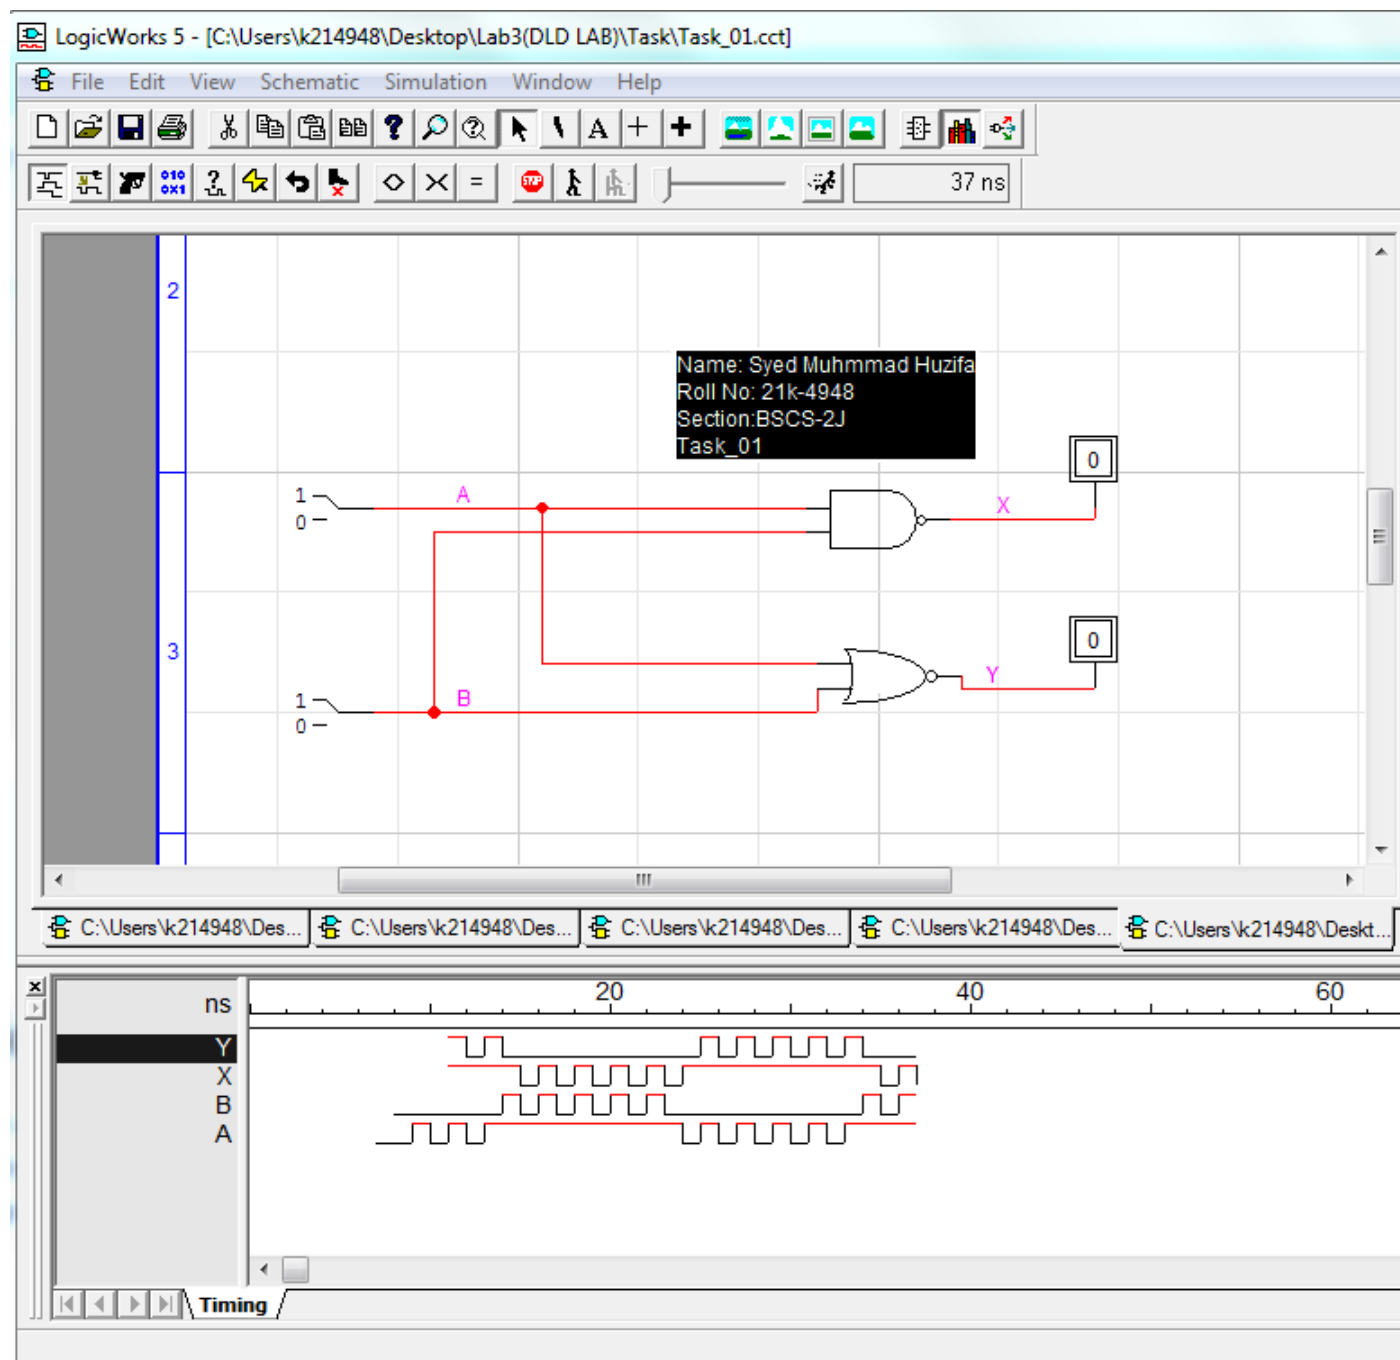 LogicWorks 5 - [C:\Users\k214948\Desktop\Lab3(DLD LAB)\Task\Task_01.cct]
File Edit View Schematic Simulation Window Help
37 ns
2
Name: Syed Muhmmad Huzifa
Roll No: 21k-4948
Section:BSCS-2J
Task_01
0
1
0
A
X
0
3
1
0
B
Y
C:\Users\k214948\Des... C:\Users\k214948\Des... C:\Users\k214948\Des... C:\Users\k214948\Des... C:\Users\k214948\Deskt...
ns 20 40 60
Y
X
B
A
Timing